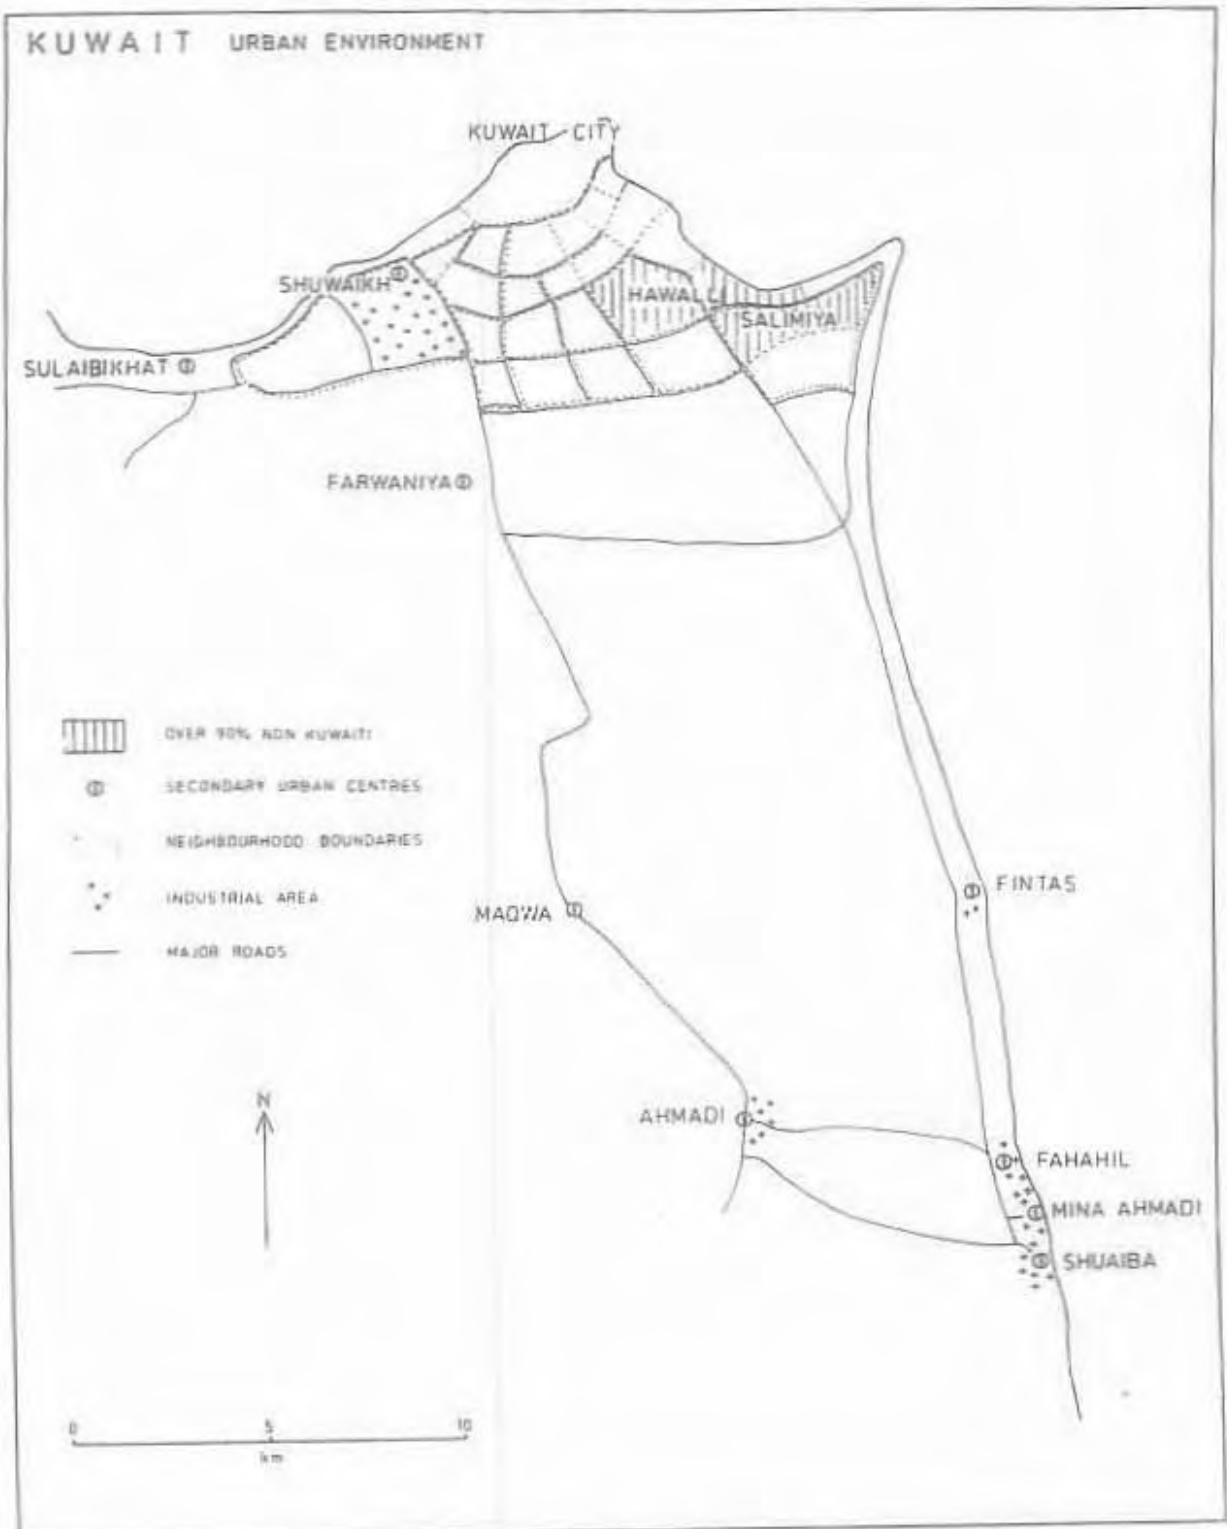 KUWAIT URBAN ENVIRONMENT
KUWAIT CITY
SHUWAIKH
HAWALLI
SALIMIYA
SULAIBIKHAT
FARWANIYA
OVER 90% NON KUWAITI
SECONDARY URBAN CENTRES
NEIGHBOURHOOD BOUNDARIES
INDUSTRIAL AREA
MAJOR ROADS
FINTAS
MAQWA
N
AHMADI
FAHAHIL
MINA AHMADI
SHUAIBA
0 5 10
km